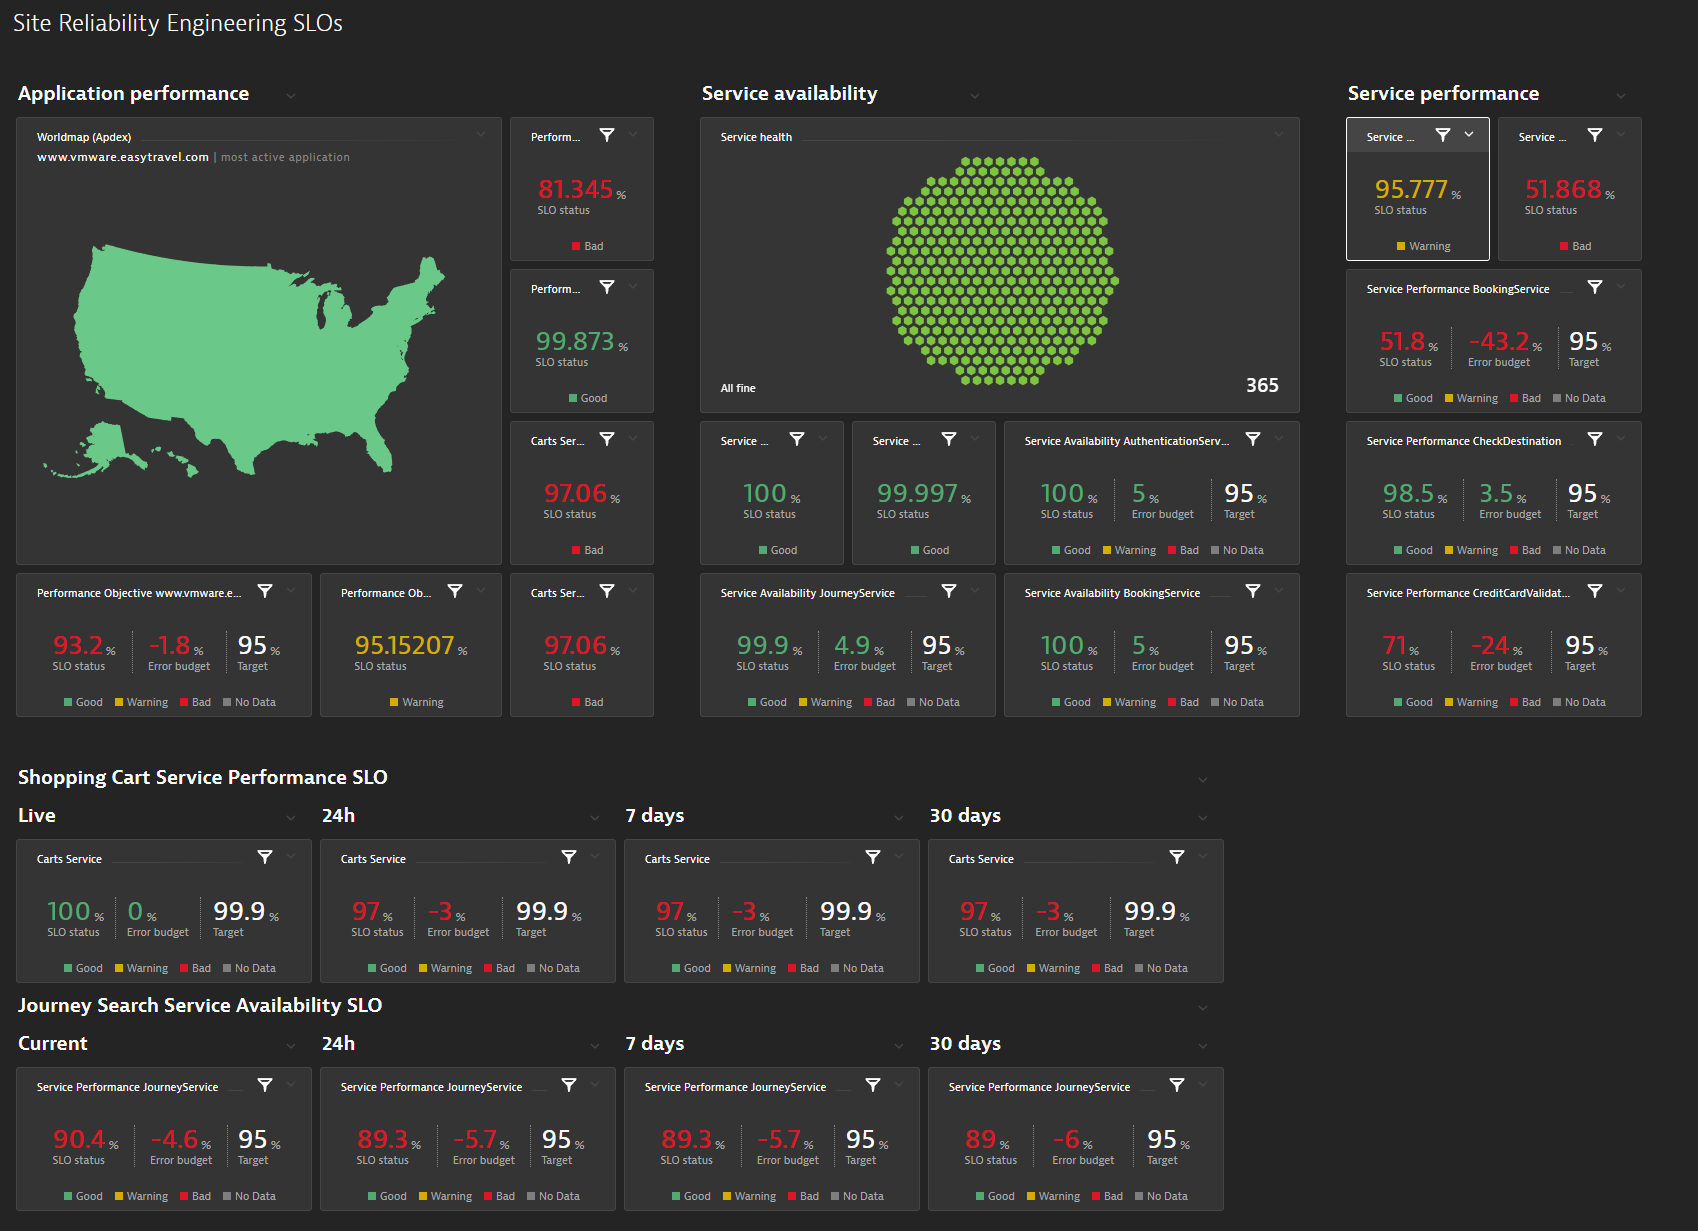 Site Reliability Engineering SLOs
Application performance
Worldmap (Apdex)
www.vmware.easytravel.com | most active application
Perform...
81.345 %
SLO status
Bad
Perform...
99.873 %
SLO status
Good
Carts Ser...
97.06 %
SLO status
Bad
Performance Objective www.vmware.e...
93.2 % -1.8 % 95 %
SLO status Error budget Target
Good Warning Bad No Data
Performance Ob...
95.15207 %
SLO status
Warning
Carts Ser...
97.06 %
SLO status
Bad
Service availability
Service health
All fine
365
Service ...
100 %
SLO status
Good
Service ...
99.997 %
SLO status
Good
Service Availability AuthenticationServ...
100 % 5 % 95 %
SLO status Error budget Target
Good Warning Bad No Data
Service Availability JourneyService
99.9 % 4.9 % 95 %
SLO status Error budget Target
Good Warning Bad No Data
Service Availability BookingService
100 % 5 % 95 %
SLO status Error budget Target
Good Warning Bad No Data
Service performance
Service ...
95.777 %
SLO status
Warning
Service ...
51.868 %
SLO status
Bad
Service Performance BookingService
51.8 % -43.2 % 95 %
SLO status Error budget Target
Good Warning Bad No Data
Service Performance CheckDestination
98.5 % 3.5 % 95 %
SLO status Error budget Target
Good Warning Bad No Data
Service Performance CreditCardValidat...
71 % -24 % 95 %
SLO status Error budget Target
Good Warning Bad No Data
Shopping Cart Service Performance SLO
Live
Carts Service
100 % 0 % 99.9 %
SLO status Error budget Target
Good Warning Bad No Data
24h
Carts Service
97 % -3 % 99.9 %
SLO status Error budget Target
Good Warning Bad No Data
7 days
Carts Service
97 % -3 % 99.9 %
SLO status Error budget Target
Good Warning Bad No Data
30 days
Carts Service
97 % -3 % 99.9 %
SLO status Error budget Target
Good Warning Bad No Data
Journey Search Service Availability SLO
Current
Service Performance JourneyService
90.4 % -4.6 % 95 %
SLO status Error budget Target
Good Warning Bad No Data
24h
Service Performance JourneyService
89.3 % -5.7 % 95 %
SLO status Error budget Target
Good Warning Bad No Data
7 days
Service Performance JourneyService
89.3 % -5.7 % 95 %
SLO status Error budget Target
Good Warning Bad No Data
30 days
Service Performance JourneyService
89 % -6 % 95 %
SLO status Error budget Target
Good Warning Bad No Data